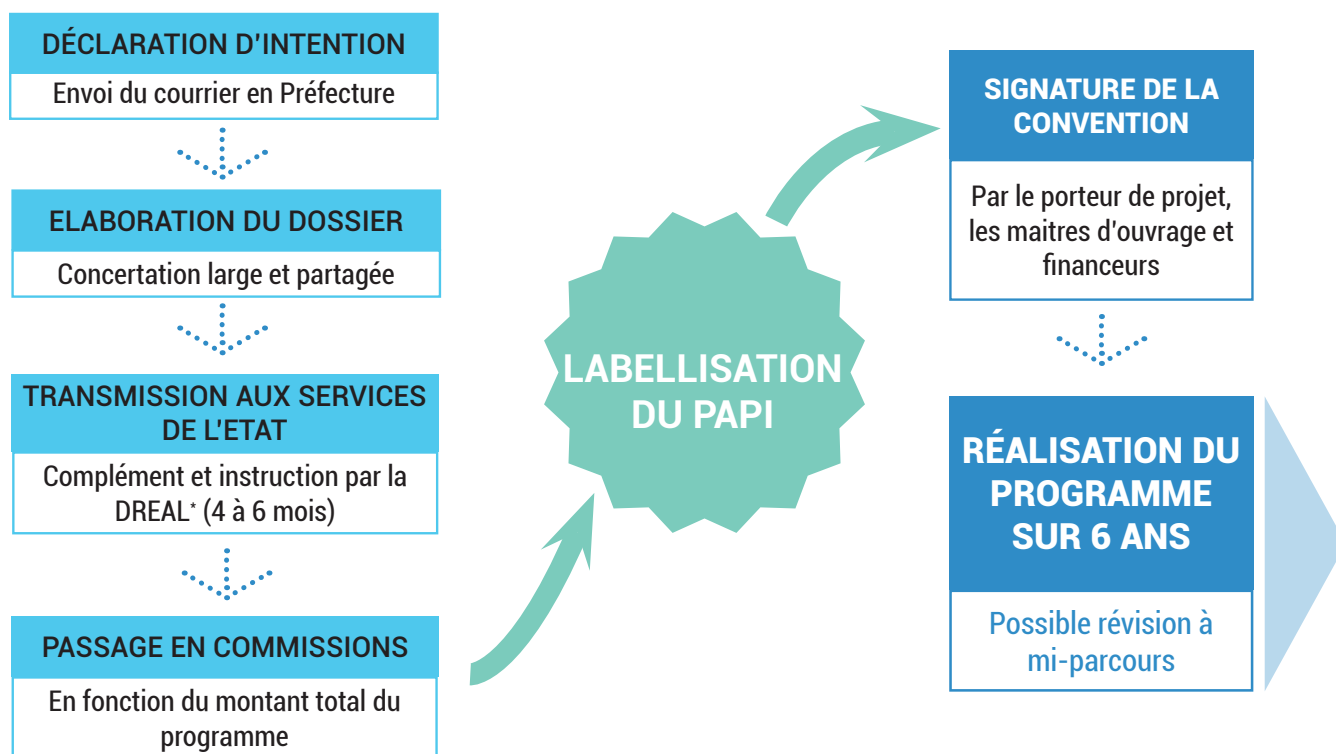 DÉCLARATION D'INTENTION
Envoi du courrier en Préfecture
ELABORATION DU DOSSIER
Concertation large et partagée
TRANSMISSION AUX SERVICES
DE L'ETAT
Complément et instruction par la
DREAL* (4 à 6 mois)
PASSAGE EN COMMISSIONS
En fonction du montant total du
programme
LABELLISATION
DU PAPI
SIGNATURE DE LA
CONVENTION
Par le porteur de projet,
les maitres d'ouvrage et
financeurs
RÉALISATION DU
PROGRAMME
SUR 6 ANS
Possible révision à
mi-parcours